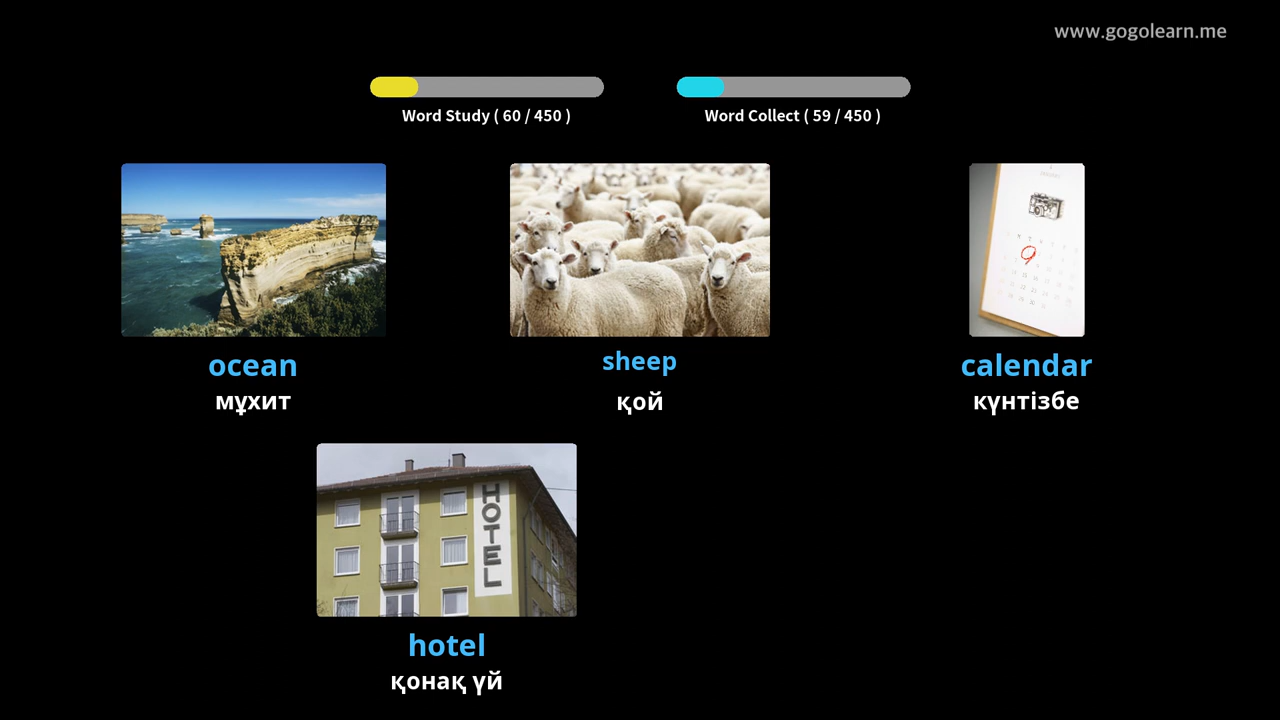 www.gogolearn.me
Word Study ( 60 / 450 )
Word Collect ( 59 / 450 )
ocean
мұхит
sheep
қой
calendar
күнтізбе
HOTEL
hotel
қонақ үй